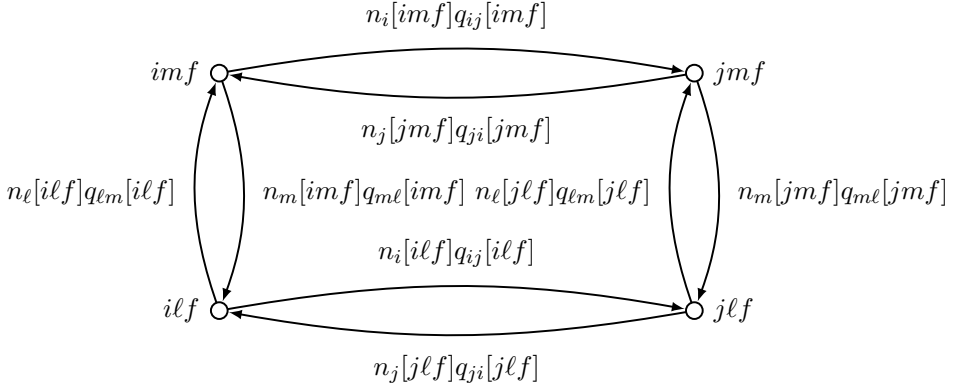 n_i[imf]q_{ij}[imf]
imf jmf
n_j[jmf]q_{ji}[jmf]
n_ℓ[iℓf]q_{ℓm}[iℓf] n_m[imf]q_{mℓ}[imf] n_ℓ[jℓf]q_{ℓm}[jℓf] n_m[jmf]q_{mℓ}[jmf]
n_i[iℓf]q_{ij}[iℓf]
iℓf jℓf
n_j[jℓf]q_{ji}[jℓf]